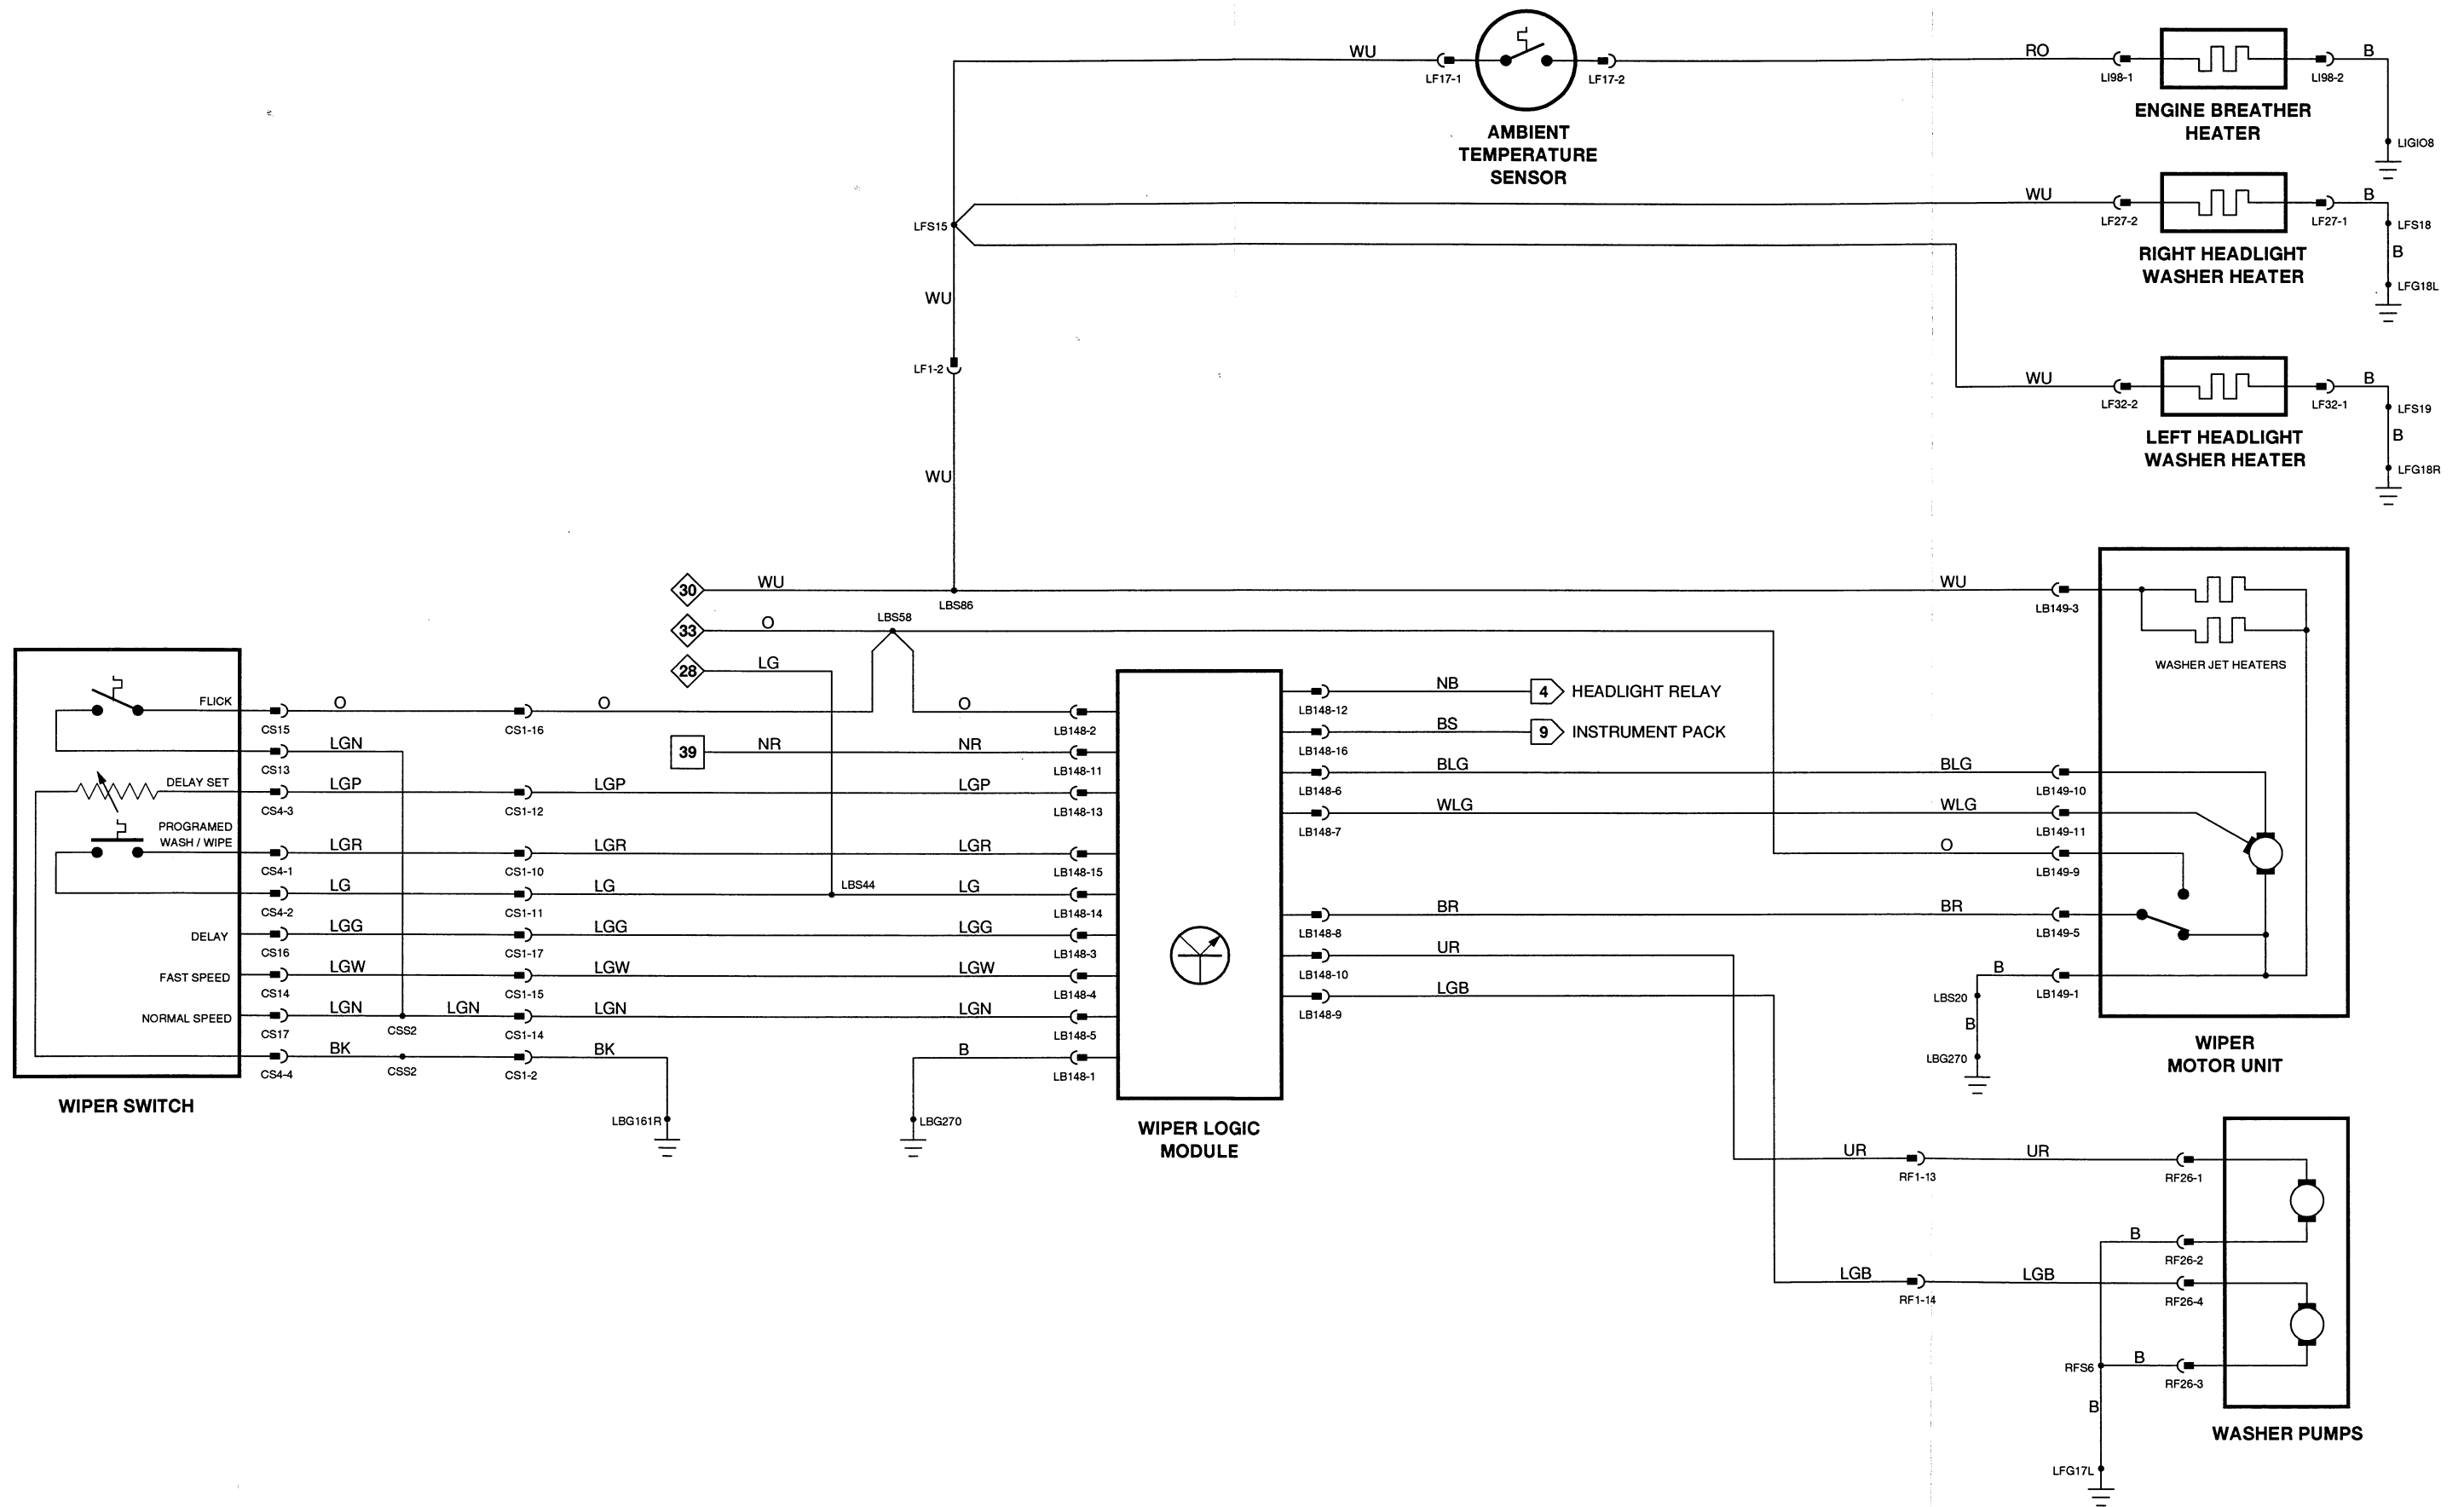 WU
LF17-1
LF17-2
AMBIENT
TEMPERATURE
SENSOR
RO
LI98-1
LI98-2
B
ENGINE BREATHER
HEATER
LIGIO8
LFS15
WU
LF27-2
LF27-1
B
LFS18
B
LFG18L
RIGHT HEADLIGHT
WASHER HEATER
WU
LF1-2
WU
WU
LF32-2
LF32-1
B
LFS19
B
LFG18R
LEFT HEADLIGHT
WASHER HEATER
30
WU
LBS86
WU
LB149-3
33
O
LBS58
28
LG
WASHER JET HEATERS
FLICK
CS15
O
CS1-16
O
O
LB148-2
CS13
LGN
39
NR
NR
LB148-11
DELAY SET
CS4-3
LGP
CS1-12
LGP
LGP
LB148-13
PROGRAMED
WASH / WIPE
CS4-1
LGR
CS1-10
LGR
LGR
LB148-15
CS4-2
LG
CS1-11
LG
LBS44
LG
LB148-14
DELAY
CS16
LGG
CS1-17
LGG
LGG
LB148-3
FAST SPEED
CS14
LGW
CS1-15
LGW
LGW
LB148-4
NORMAL SPEED
CS17
LGN
CSS2
LGN
CS1-14
LGN
LGN
LB148-5
CS4-4
BK
CSS2
CS1-2
BK
LBG161R
B
LB148-1
LBG270
WIPER SWITCH
WIPER LOGIC
MODULE
LB148-12
NB
4
HEADLIGHT RELAY
LB148-16
BS
9
INSTRUMENT PACK
LB148-6
BLG
BLG
LB149-10
LB148-7
WLG
WLG
LB149-11
O
LB149-9
LB148-8
BR
BR
LB149-5
LB148-10
UR
LB148-9
LGB
B
LB149-1
LBS20
B
LBG270
WIPER
MOTOR UNIT
UR
RF1-13
UR
RF26-1
B
RF26-2
LGB
RF1-14
LGB
RF26-4
RFS6
B
RF26-3
B
LFG17L
WASHER PUMPS